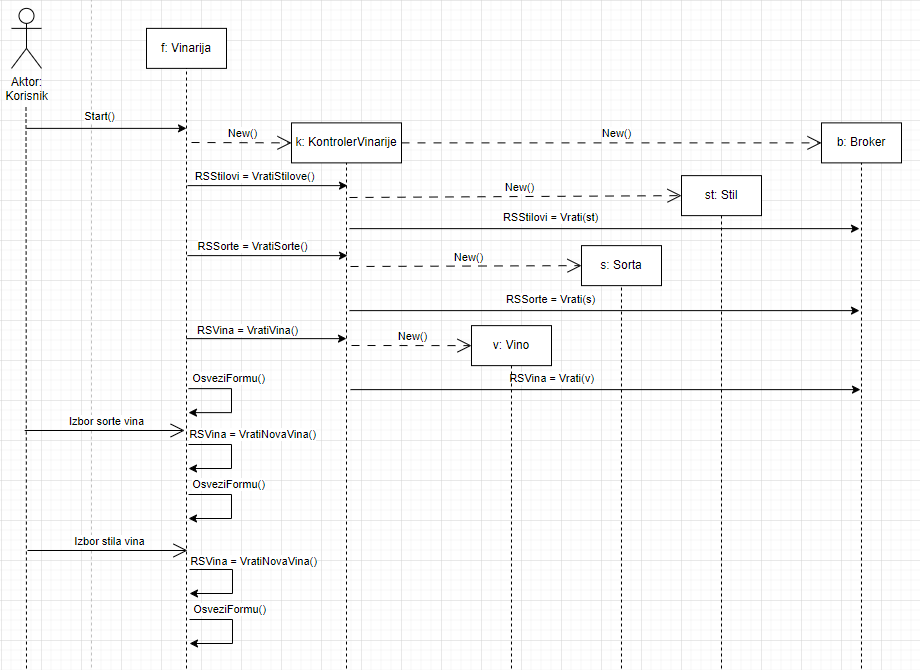 f: Vinarija
Aktor:
Korisnik
Start()
New()
New()
k: KontrolerVinarije
b: Broker
RSStilovi = VratiStilove()
New()
st: Stil
RSStilovi = Vrati(st)
RSSorte = VratiSorte()
New()
s: Sorta
RSSorte = Vrati(s)
RSVina = VratiVina()
New()
v: Vino
OsveziFormu()
RSVina = Vrati(v)
Izbor sorte vina
RSVina = VratiNovaVina()
OsveziFormu()
Izbor stila vina
RSVina = VratiNovaVina()
OsveziFormu()